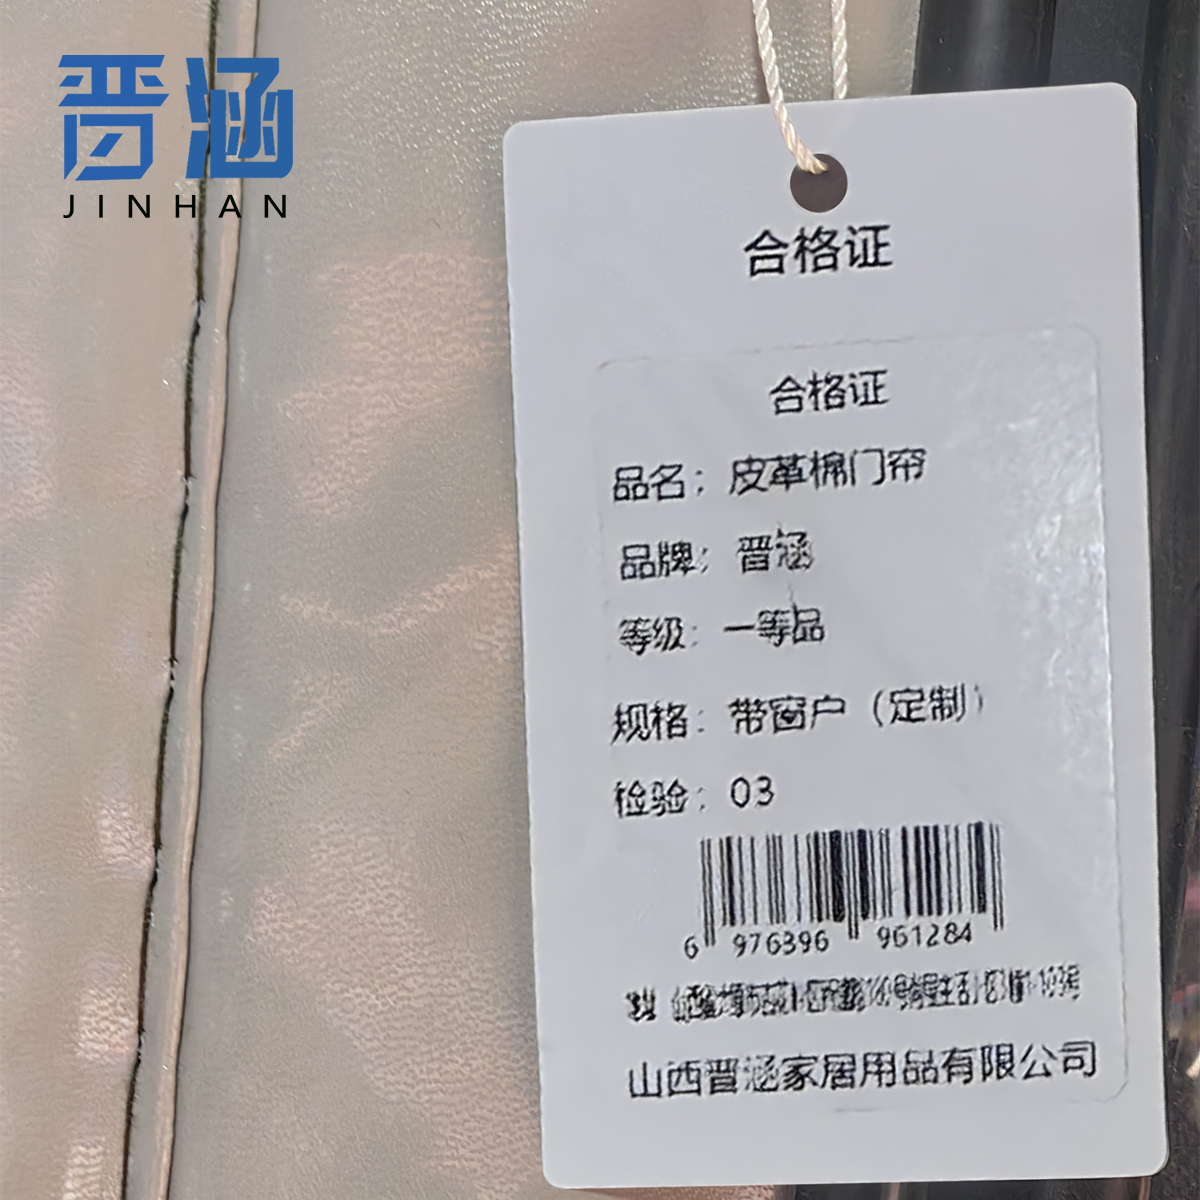 晋涵
JINHAN
合格证
合格证
品名：皮革棉门帘
品牌：晋涵
等级：一等品
规格：带窗户（定制）
检验：03
6 976396 961284
山西晋涵家居用品有限公司